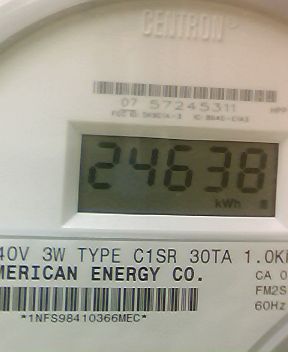 CENTRON®
07 57245311
24638
kWh
40V 3W TYPE C1SR 30TA 1.0K
MERICAN ENERGY CO.
CA 0
FM2S
60Hz
*1NFS98410366MEC*